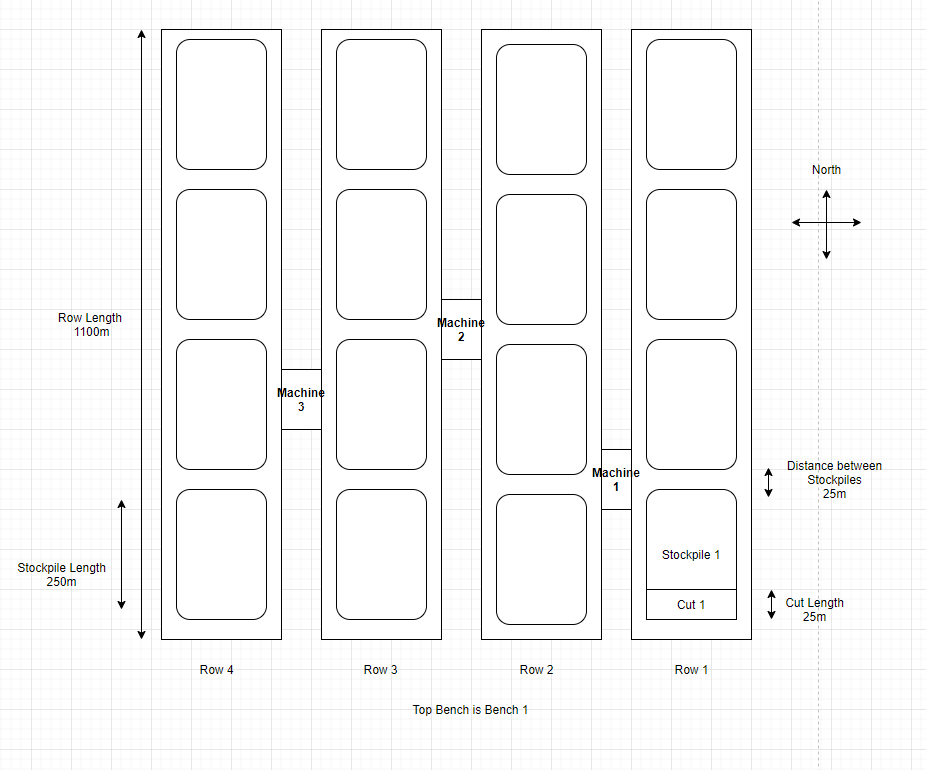 North
Row Length
1100m
Machine
2
Machine
3
Machine
1
Distance between
Stockpiles
25m
Stockpile 1
Stockpile Length
250m
Cut 1
Cut Length
25m
Row 4
Row 3
Row 2
Row 1
Top Bench is Bench 1